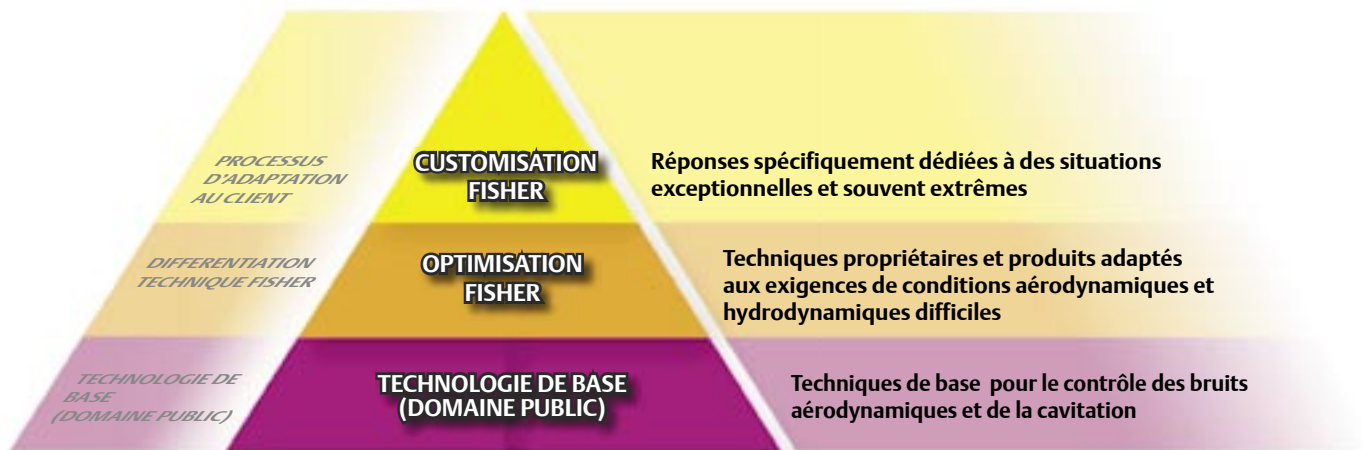 PROCESSUS
D'ADAPTATION
AU CLIENT
CUSTOMISATION
FISHER
Réponses spécifiquement dédiées à des situations
exceptionnelles et souvent extrêmes
DIFFERENTIATION
TECHNIQUE FISHER
OPTIMISATION
FISHER
Techniques propriétaires et produits adaptés
aux exigences de conditions aérodynamiques et
hydrodynamiques difficiles
TECHNOLOGIE DE
BASE
(DOMAINE PUBLIC)
TECHNOLOGIE DE BASE
(DOMAINE PUBLIC)
Techniques de base pour le contrôle des bruits
aérodynamiques et de la cavitation